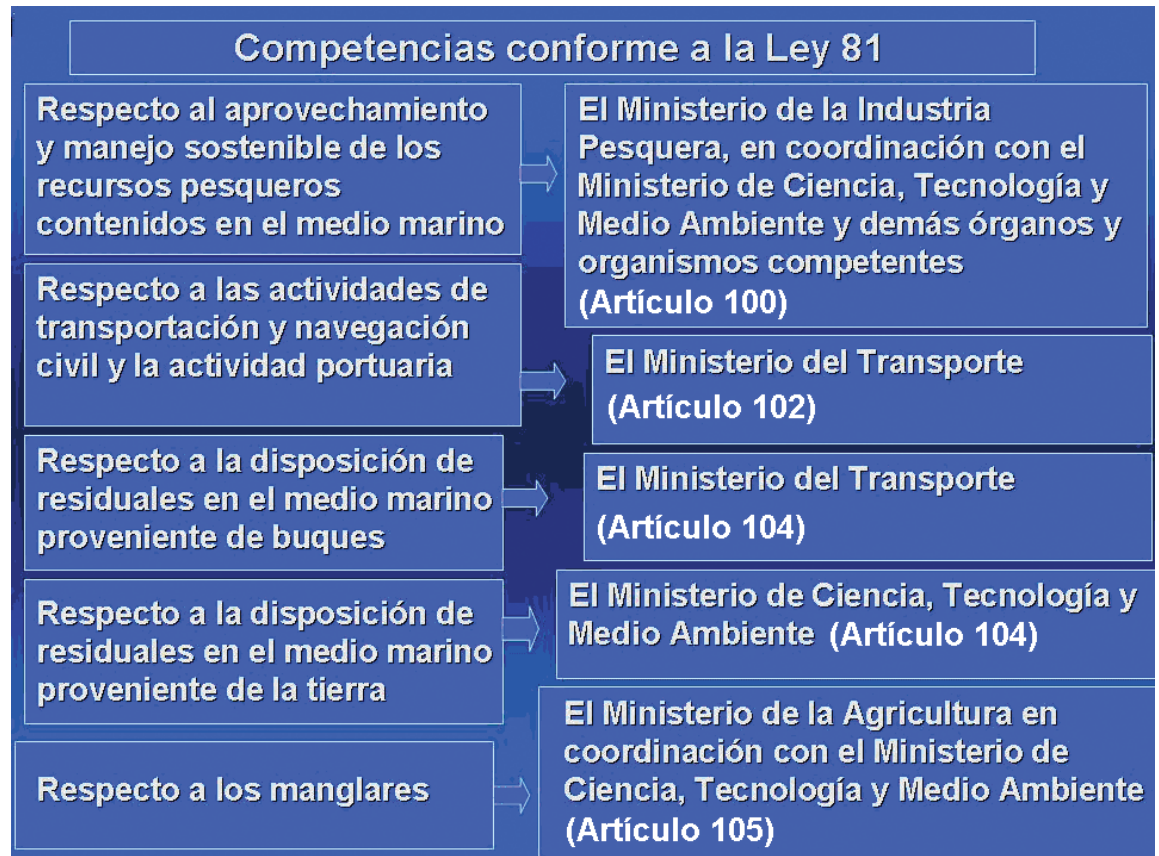 Competencias conforme a la Ley 81
Respecto al aprovechamiento
y manejo sostenible de los
recursos pesqueros
contenidos en el medio marino
El Ministerio de la Industria
Pesquera, en coordinación con el
Ministerio de Ciencia, Tecnología y
Medio Ambiente y demás órganos y
organismos competentes
(Artículo 100)
Respecto a las actividades de
transportación y navegación
civil y la actividad portuaria
El Ministerio del Transporte
(Artículo 102)
Respecto a la disposición de
residuales en el medio marino
proveniente de buques
El Ministerio del Transporte
(Artículo 104)
Respecto a la disposición de
residuales en el medio marino
proveniente de la tierra
El Ministerio de Ciencia, Tecnología y
Medio Ambiente (Artículo 104)
Respecto a los manglares
El Ministerio de la Agricultura en
coordinación con el Ministerio de
Ciencia, Tecnología y Medio Ambiente
(Artículo 105)